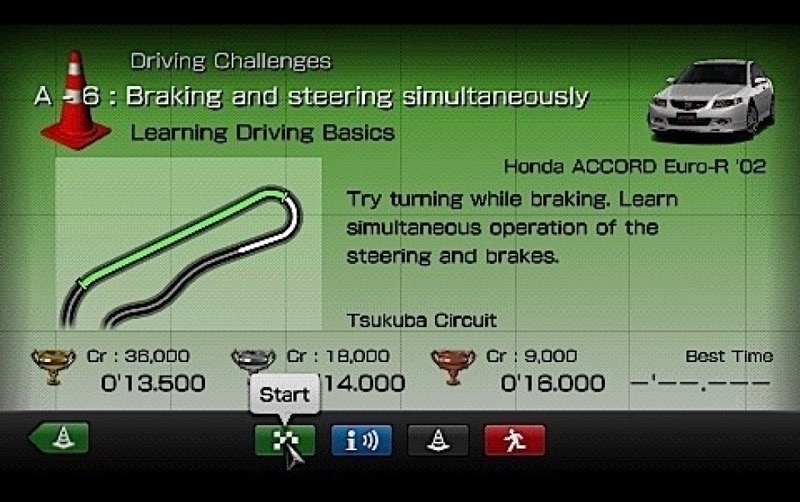 Driving Challenges
A - 6 : Braking and steering simultaneously
Learning Driving Basics
Honda ACCORD Euro-R '02
Try turning while braking. Learn
simultaneous operation of the
steering and brakes.
Tsukuba Circuit
Cr : 36,000 Cr : 18,000 Cr : 9,000 Best Time
0'13.500 14.000 0'16.000 --'--.---
Start